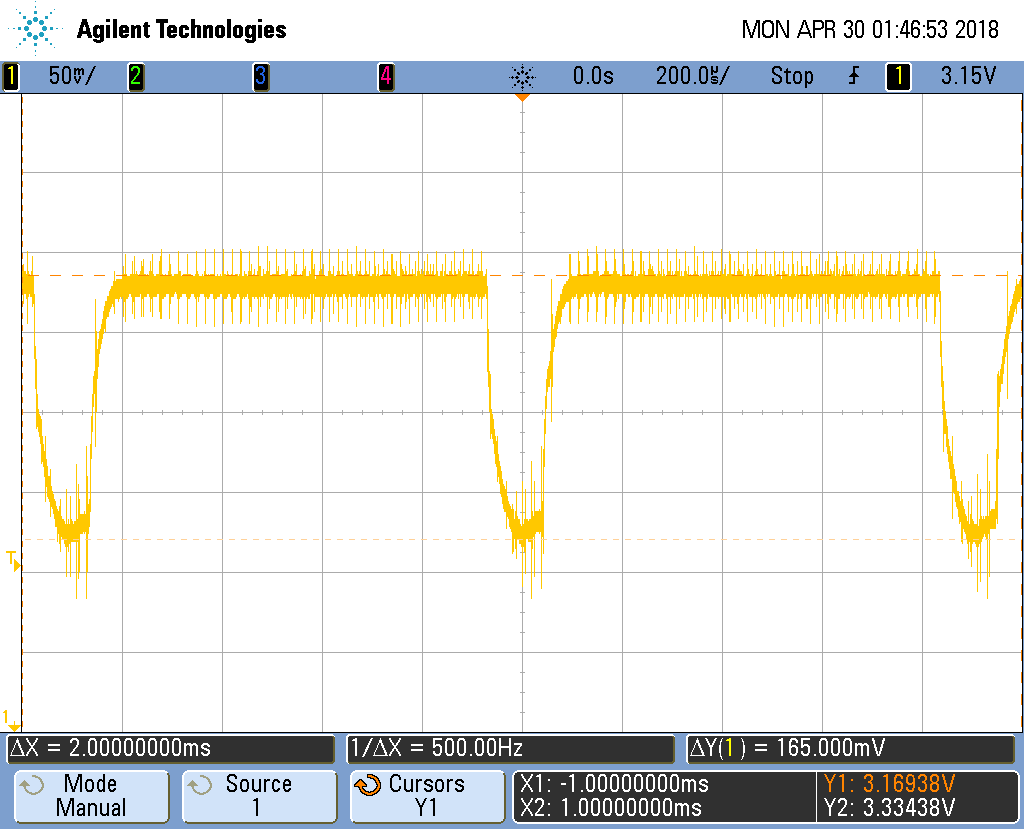 Agilent Technologies MON APR 30 01:46:53 2018
1 50mV/ 2 3 4 0.0s 200.0us/ Stop 1 3.15V
T
1
ΔX = 2.00000000ms 1/ΔX = 500.00Hz ΔY(1) = 165.000mV
Mode Source Cursors X1: -1.00000000ms Y1: 3.16938V
Manual 1 Y1 X2: 1.00000000ms Y2: 3.33438V